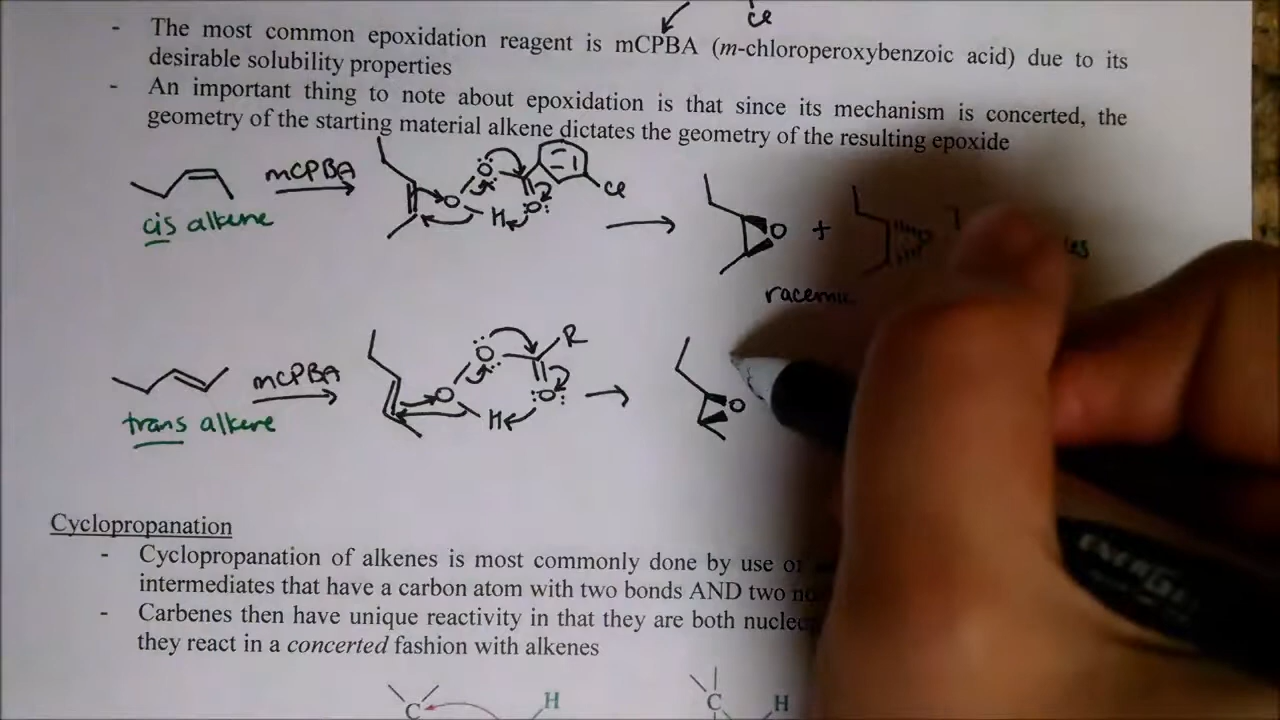 Cl
- The most common epoxidation reagent is mCPBA (m-chloroperoxybenzoic acid) due to its
desirable solubility properties
- An important thing to note about epoxidation is that since its mechanism is concerted, the
geometry of the starting material alkene dictates the geometry of the resulting epoxide
mCPBA
O O H O Cl
O + O
cis alkene
racemic
mCPBA
O R O H O
O
trans alkene
Cyclopropanation
- Cyclopropanation of alkenes is most commonly done by use
intermediates that have a carbon atom with two bonds AND two
- Carbenes then have unique reactivity in that they are both
they react in a concerted fashion with alkenes
C H C H